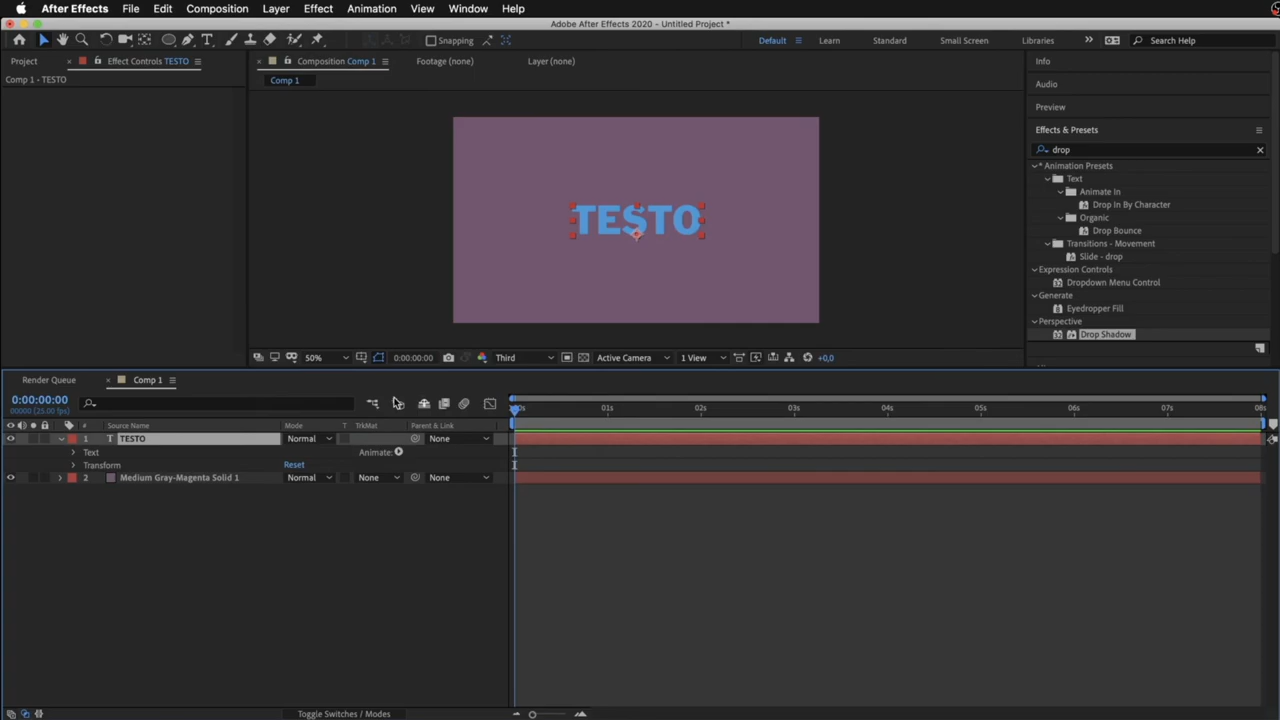 After Effects File Edit Composition Layer Effect Animation View Window Help
Adobe After Effects 2020 - Untitled Project *
Snapping Default Learn Standard Small Screen Libraries Search Help
Project Effect Controls TESTO Composition Comp 1 Footage (none) Layer (none) Info
Comp 1 - TESTO Comp 1 Audio
Preview
Effects & Presets
drop
* Animation Presets
Text
Animate In
Drop In By Character
Organic
Drop Bounce
Transitions - Movement
Slide - drop
Expression Controls
Dropdown Menu Control
Generate
Eyedropper Fill
Perspective
Drop Shadow
TESTO
50% 0:00:00:00 Third Active Camera 1 View +0,0
Render Queue Comp 1
0:00:00:00
00000 (25.00 fps)
01s 02s 03s 04s 05s 06s 07s 08s
# Source Name Mode T TrkMat Parent & Link
1 T TESTO Normal None
Text Animate:
Transform Reset
2 Medium Gray-Magenta Solid 1 Normal None None
Toggle Switches / Modes